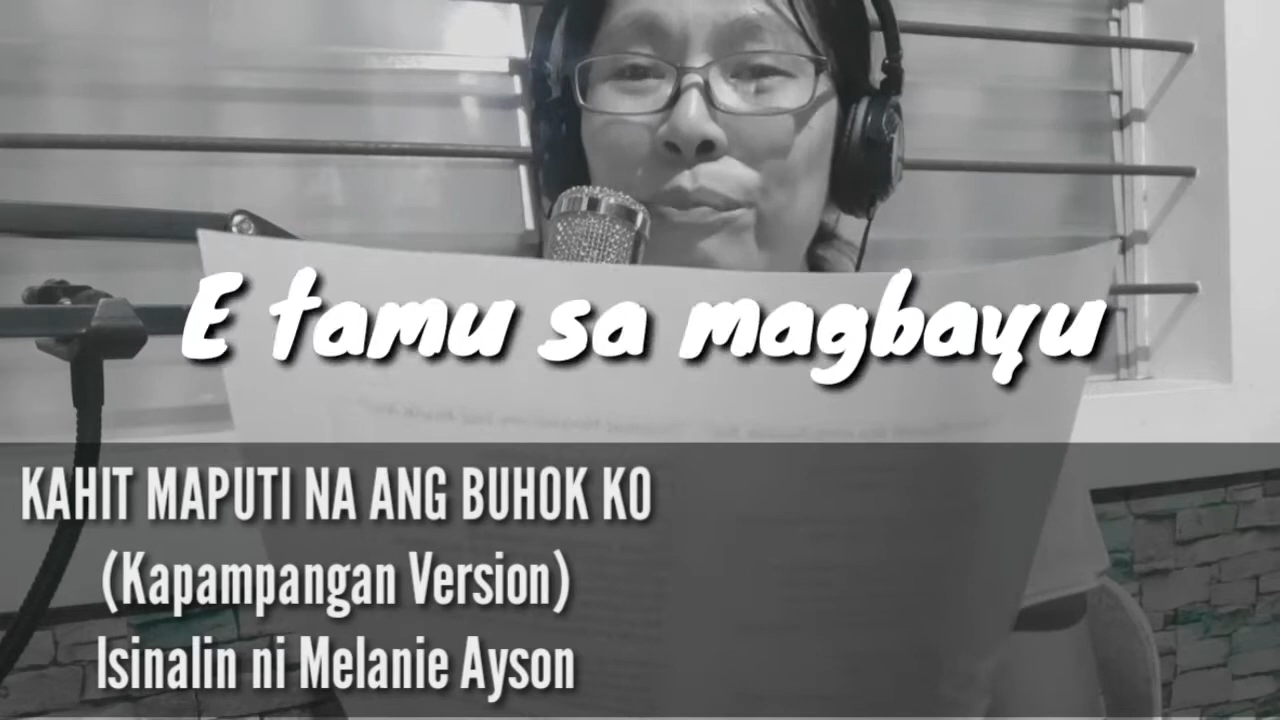 E tamu sa magbayu
KAHIT MAPUTI NA ANG BUHOK KO
(Kapampangan Version)
Isinalin ni Melanie Ayson